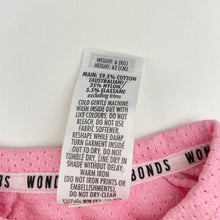 WEIGHT: 6 (KG)
HEIGHT: 62 (CM)
MAIN: 59.5% COTTON
(AUSTRALIAN)/
35% NYLON/
5.5% ELASTANE
excluding trims
COLD GENTLE MACHINE
WASH INSIDE OUT WITH
LIKE COLOURS. DO NOT
BLEACH. DO NOT SOAK
DO NOT USE FABRIC SOFTENER.
RESHAPE WHILE DAMP
TURN GARMENT INSIDE
OUT TO DRY. LINE DRY
IN SHADE. DO NOT
TUMBLE DRY.
WARM IRON
(DO NOT IRON PRINTS OR
EMBELLISHMENTS).
DO NOT DRY-CLEAN
WONDS
BONDS